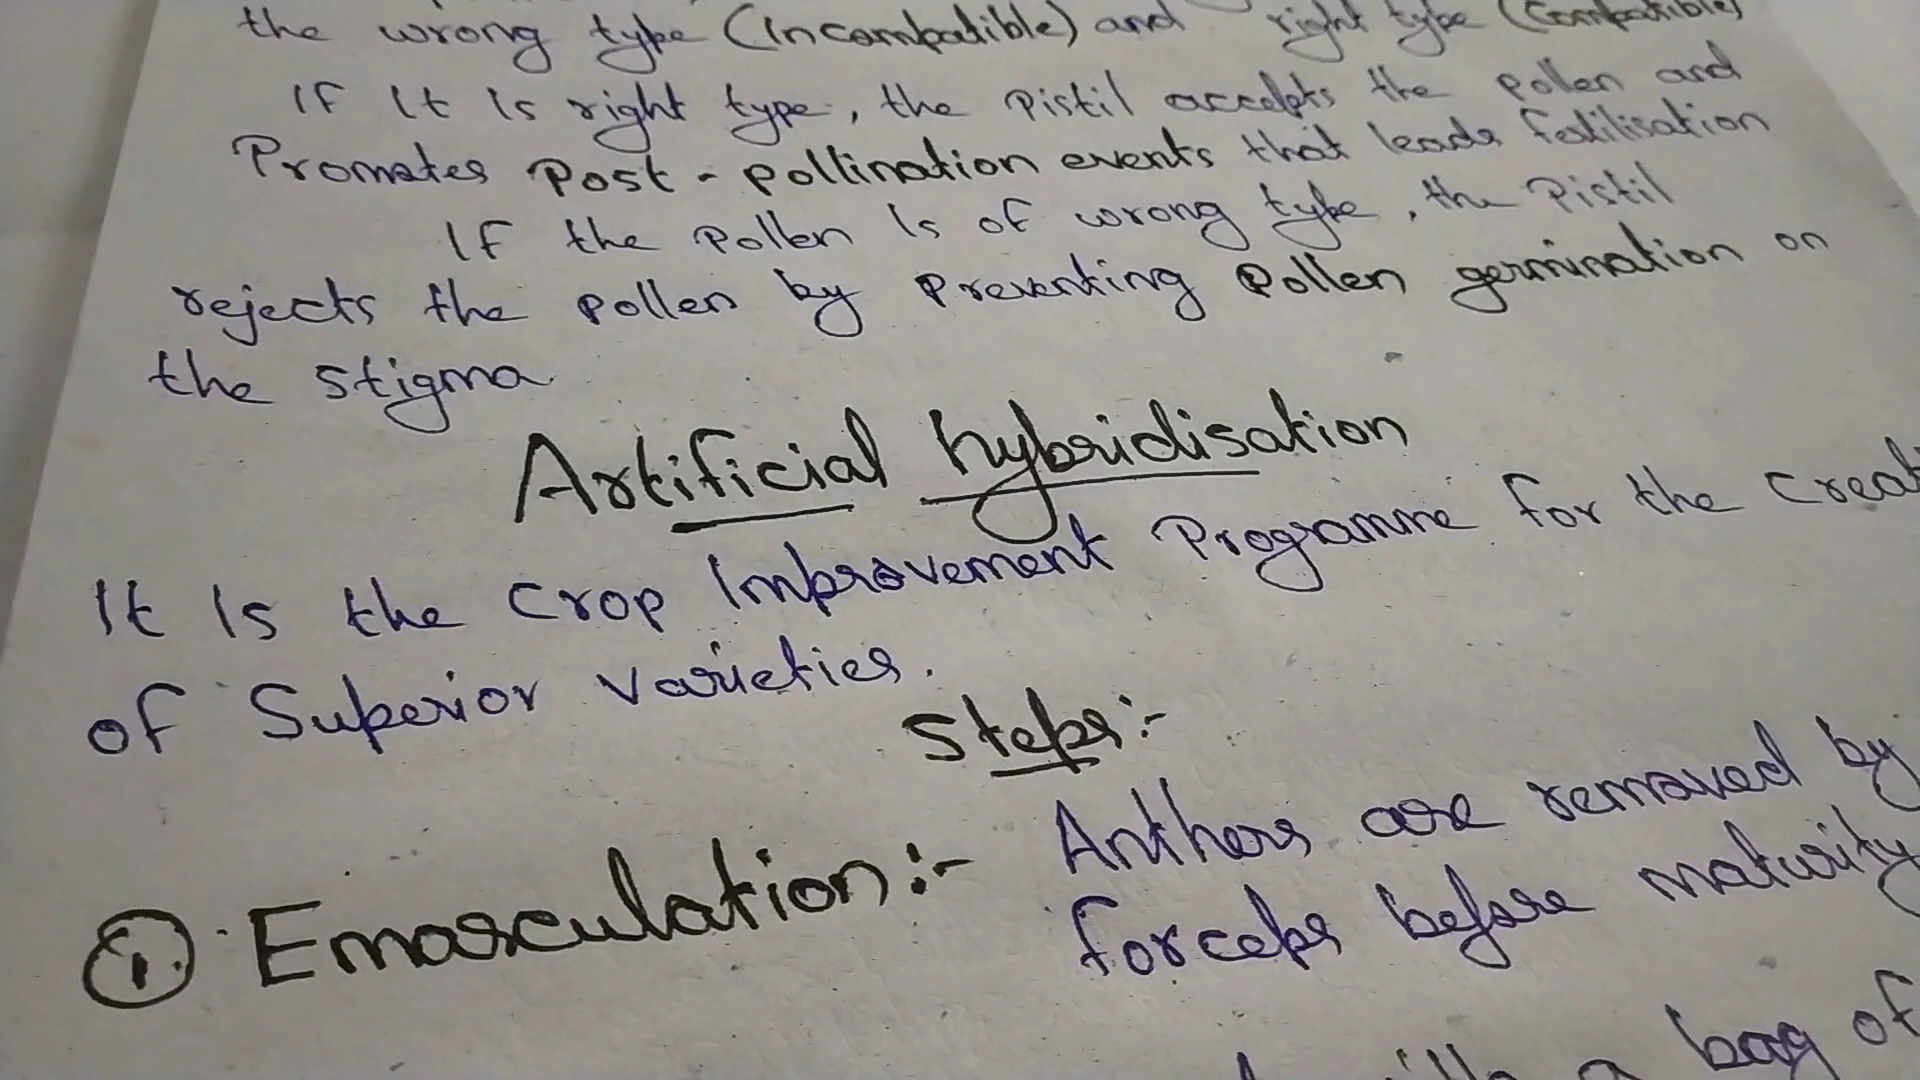 the wrong type (Incompatible) and right type (Compatible)
If It Is right type, the Pistil accepts the pollen and
Promotes Post - pollination events that leads fertilisation
If the Pollen Is of wrong type, the Pistil
rejects the pollen by Preventing Pollen germination on
the stigma
Artificial hybridisation
It Is the Crop Improvement Programme for the Creat
of Superior Varieties.
Steps:-
① Emasculation:- Anthers are removed by
forceps before maturity
a bag of